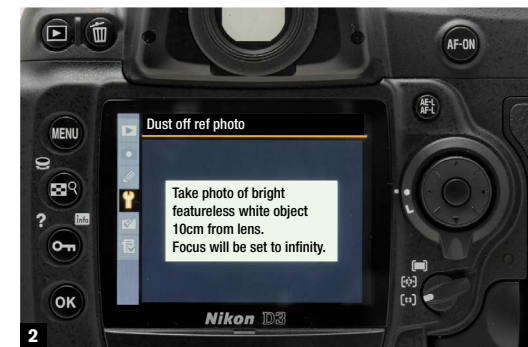 AF-ON
AE-L
AF-L
MENU
Dust off ref photo
Take photo of bright
featureless white object
10cm from lens.
Focus will be set to infinity.
?
info
L
OK
Nikon D3
2